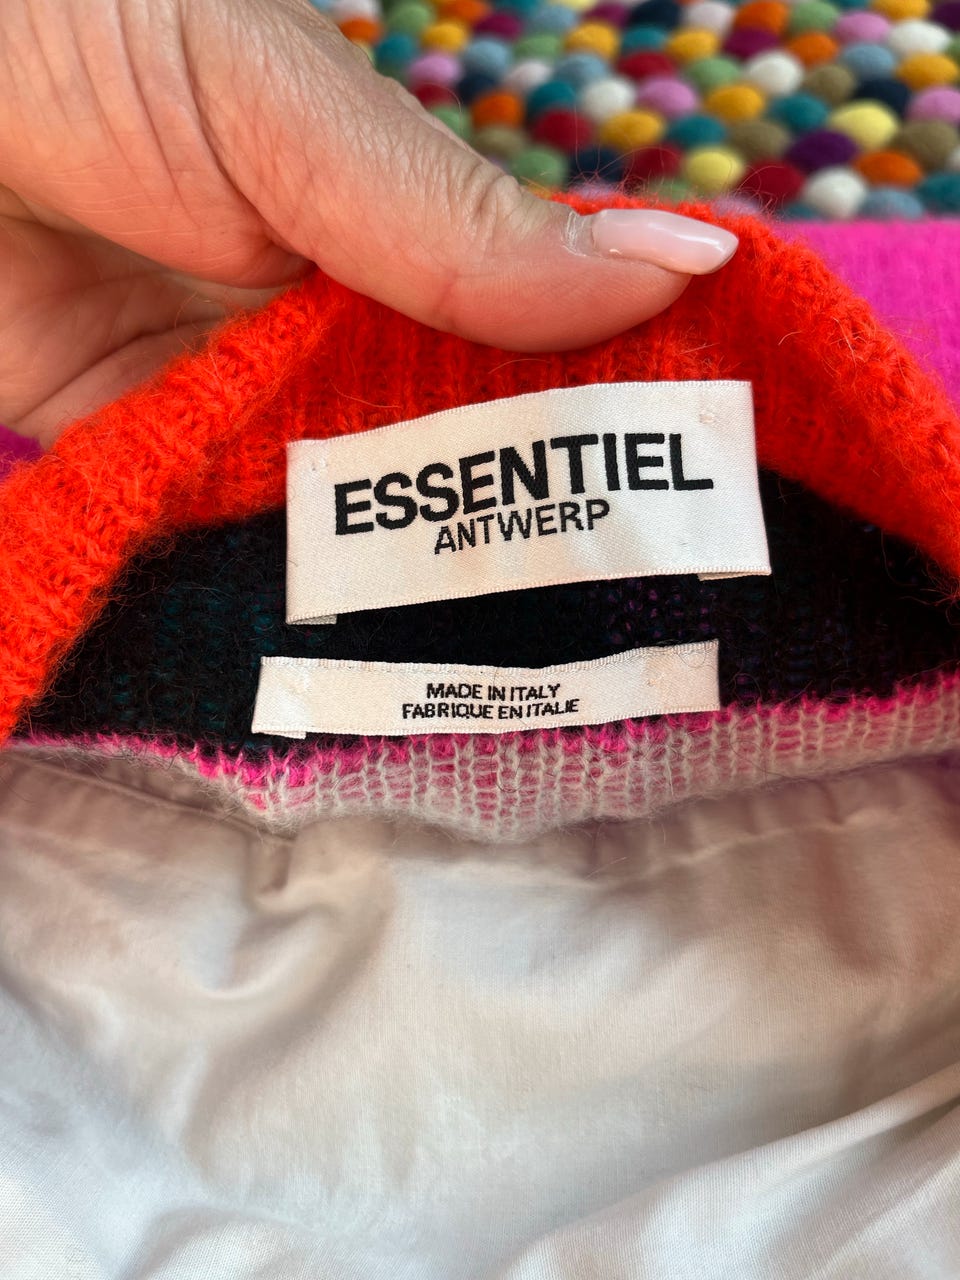 ESSENTIEL
ANTWERP
MADE IN ITALY
FABRIQUE EN ITALIE